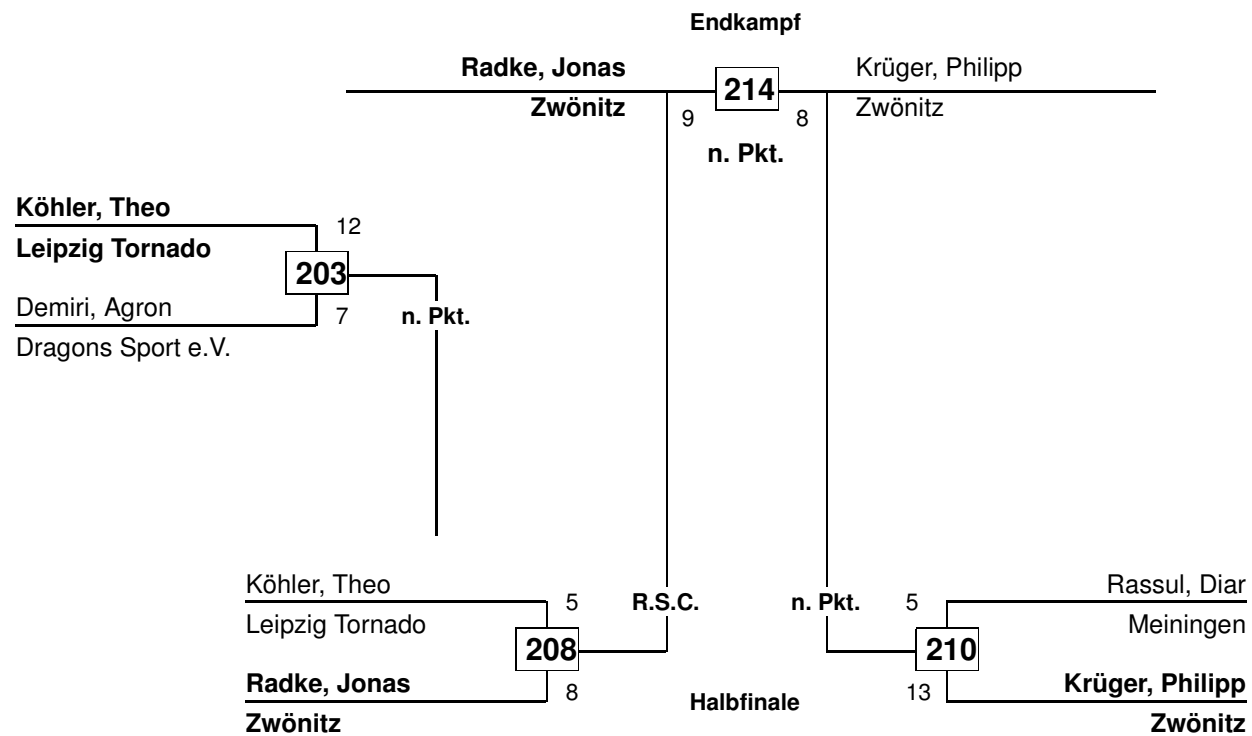 Endkampf
Radke, Jonas 214 Krüger, Philipp
Zwönitz 9 8 Zwönitz
n. Pkt.
Köhler, Theo
12
Leipzig Tornado
203
Demiri, Agron
7 n. Pkt.
Dragons Sport e.V.
Köhler, Theo Rassul, Diar
5 R.S.C. n. Pkt. 5
Leipzig Tornado Meiningen
208 210
Radke, Jonas Krüger, Philipp
8 Halbfinale 13
Zwönitz Zwönitz